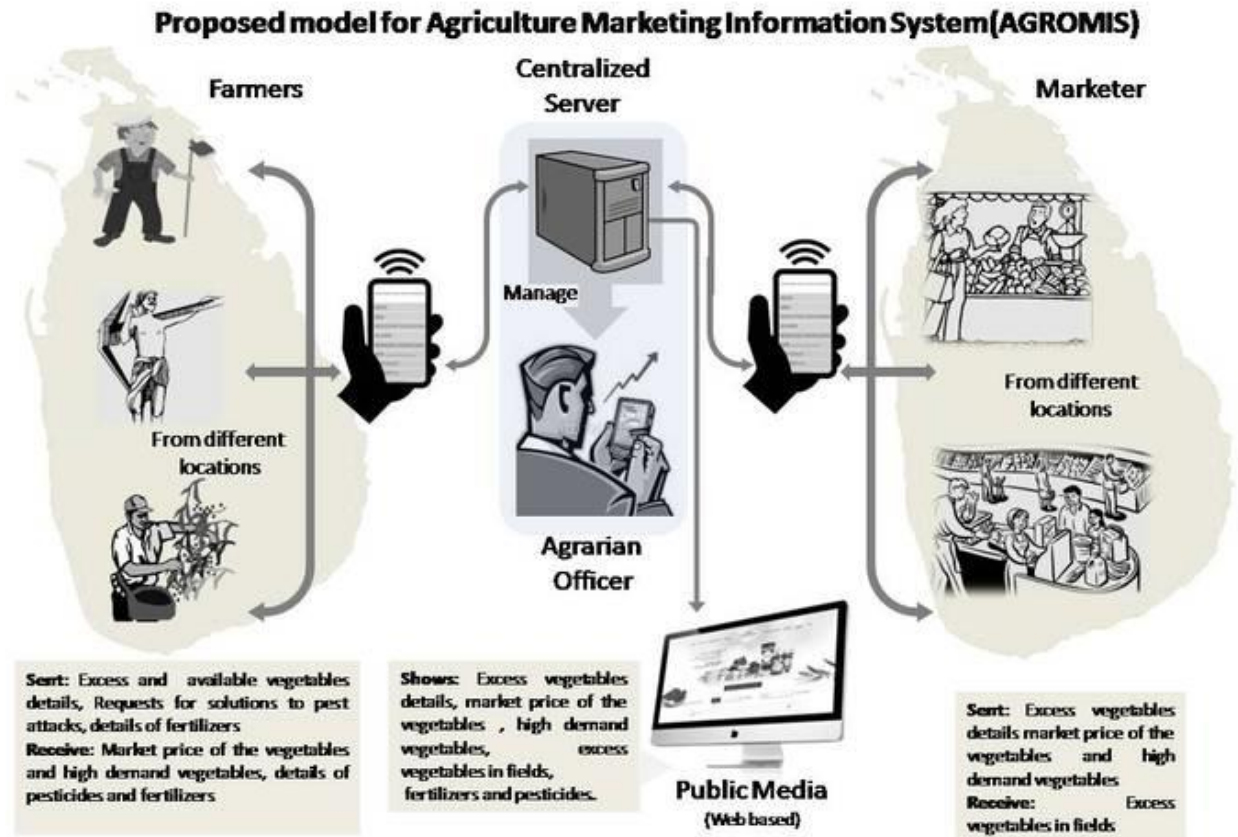 Proposed model for Agriculture Marketing Information System(AGROMIS)
Farmers
Centralized
Server
Marketer
Manage
From different
locations
From different
locations
Agrarian
Officer
Sent: Excess and available vegetables
details, Requests for solutions to pest
attacks, details of fertilizers
Receive: Market price of the vegetables
and high demand vegetables, details of
pesticides and fertilizers
Shows: Excess vegetables
details, market price of the
vegetables , high demand
vegetables, excess
vegetables in fields,
fertilizers and pesticides.
Public Media
(Web based)
Sent: Excess vegetables
details market price of the
vegetables and high
demand vegetables
Receive: Excess
vegetables in fields